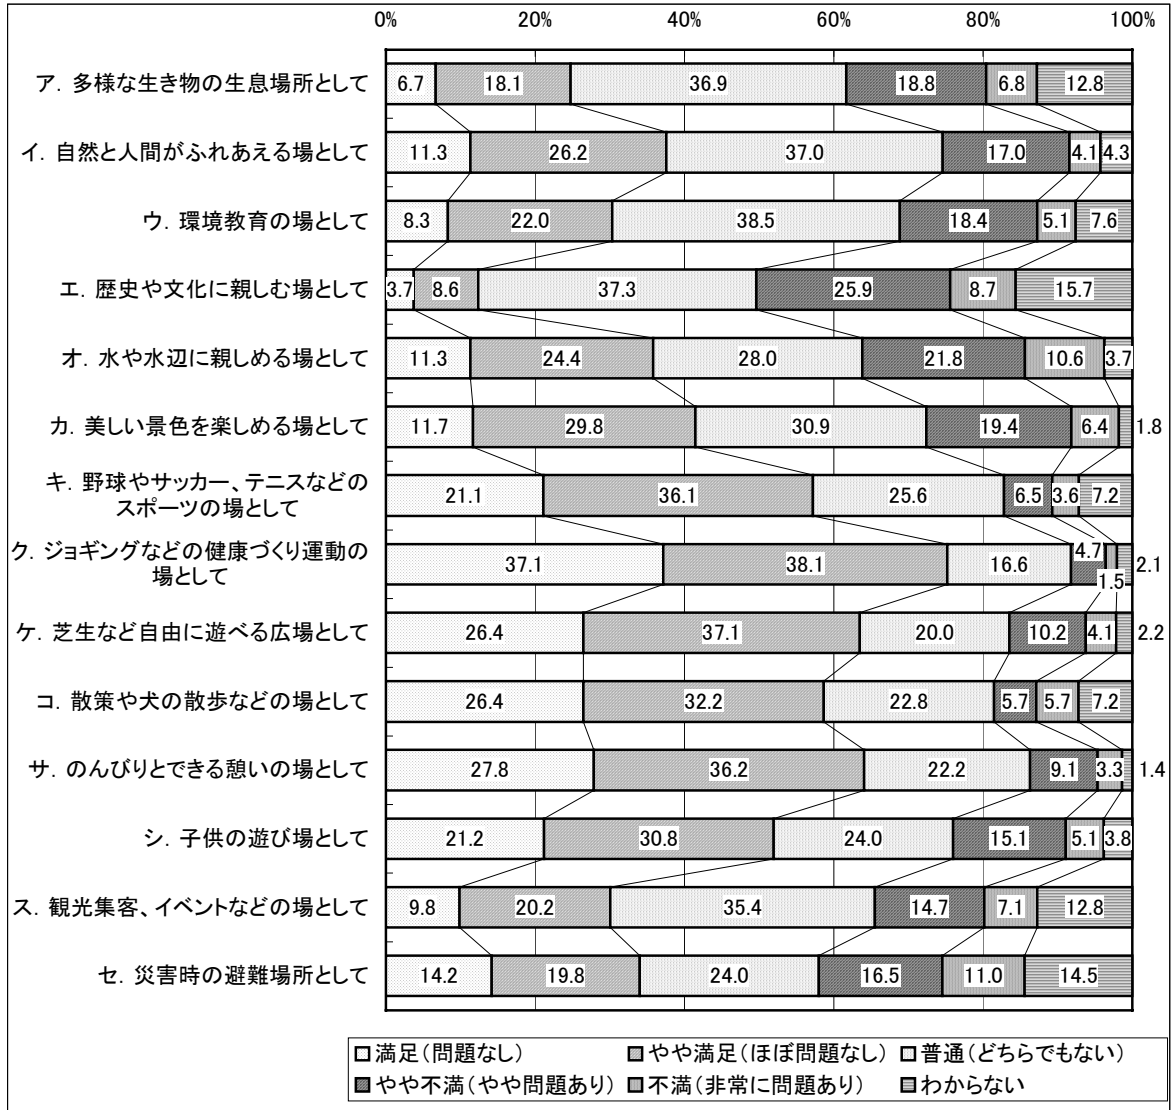 0% 20% 40% 60% 80% 100%
ア. 多様な生き物の生息場所として 6.7 18.1 36.9 18.8 6.8 12.8
イ. 自然と人間がふれあえる場として 11.3 26.2 37.0 17.0 4.1 4.3
ウ. 環境教育の場として 8.3 22.0 38.5 18.4 5.1 7.6
エ. 歴史や文化に親しむ場として 3.7 8.6 37.3 25.9 8.7 15.7
オ. 水や水辺に親しめる場として 11.3 24.4 28.0 21.8 10.6 3.7
カ. 美しい景色を楽しめる場として 11.7 29.8 30.9 19.4 6.4 1.8
キ. 野球やサッカー、テニスなどの
スポーツの場として 21.1 36.1 25.6 6.5 3.6 7.2
ク. ジョギングなどの健康づくり運動の
場として 37.1 38.1 16.6 4.7 1.5 2.1
ケ. 芝生など自由に遊べる広場として 26.4 37.1 20.0 10.2 4.1 2.2
コ. 散策や犬の散歩などの場として 26.4 32.2 22.8 5.7 5.7 7.2
サ. のんびりとできる憩いの場として 27.8 36.2 22.2 9.1 3.3 1.4
シ. 子供の遊び場として 21.2 30.8 24.0 15.1 5.1 3.8
ス. 観光集客、イベントなどの場として 9.8 20.2 35.4 14.7 7.1 12.8
セ. 災害時の避難場所として 14.2 19.8 24.0 16.5 11.0 14.5
満足(問題なし) やや満足(ほぼ問題なし) 普通(どちらでもない)
やや不満(やや問題あり) 不満(非常に問題あり) わからない